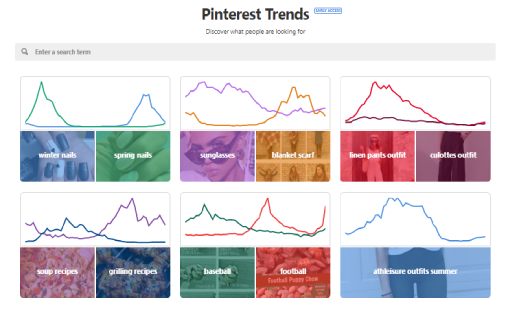 Pinterest Trends
EARLY ACCESS
Discover what people are looking for
Enter a search term
winter nails
spring nails
sunglasses
blanket scarf
linen pants outfit
culottes outfit
soup recipes
grilling recipes
baseball
football
Football Puppy Chow
athleisure outfits summer